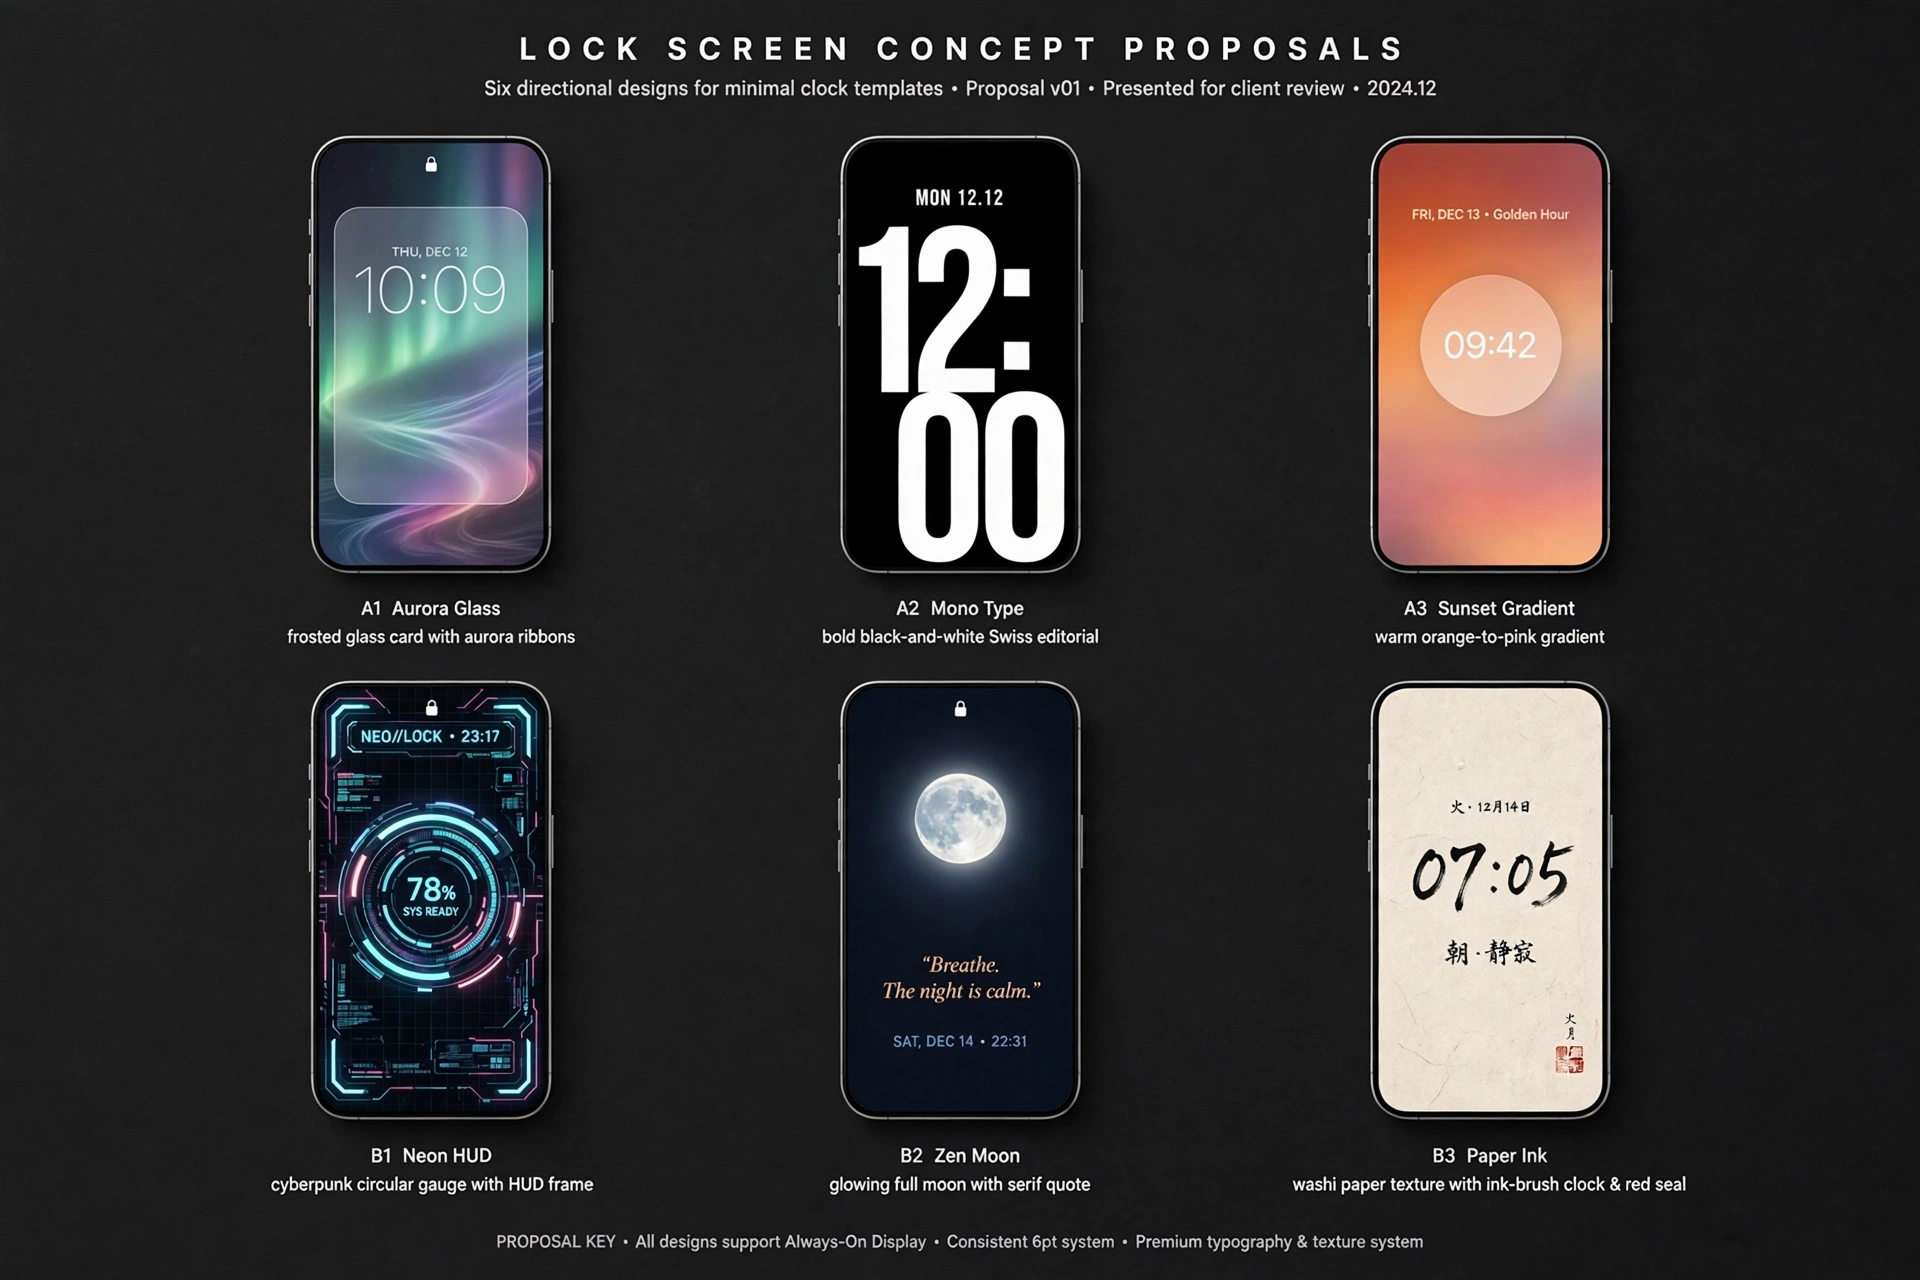 LOCK SCREEN CONCEPT PROPOSALS
Six directional designs for minimal clock templates • Proposal v01 • Presented for client review • 2024.12
THU, DEC 12
10:09
A1 Aurora Glass
frosted glass card with aurora ribbons
MON 12.12
12:
00
A2 Mono Type
bold black-and-white Swiss editorial
FRI, DEC 13 • Golden Hour
09:42
A3 Sunset Gradient
warm orange-to-pink gradient
NEO//LOCK • 23:17
78%
SYS READY
B1 Neon HUD
cyberpunk circular gauge with HUD frame
“Breathe.
The night is calm.”
SAT, DEC 14 • 22:31
B2 Zen Moon
glowing full moon with serif quote
火·12月14日
07:05
朝·静寂
火
月
B3 Paper Ink
washi paper texture with ink-brush clock & red seal
PROPOSAL KEY • All designs support Always-On Display • Consistent 6pt system • Premium typography & texture system